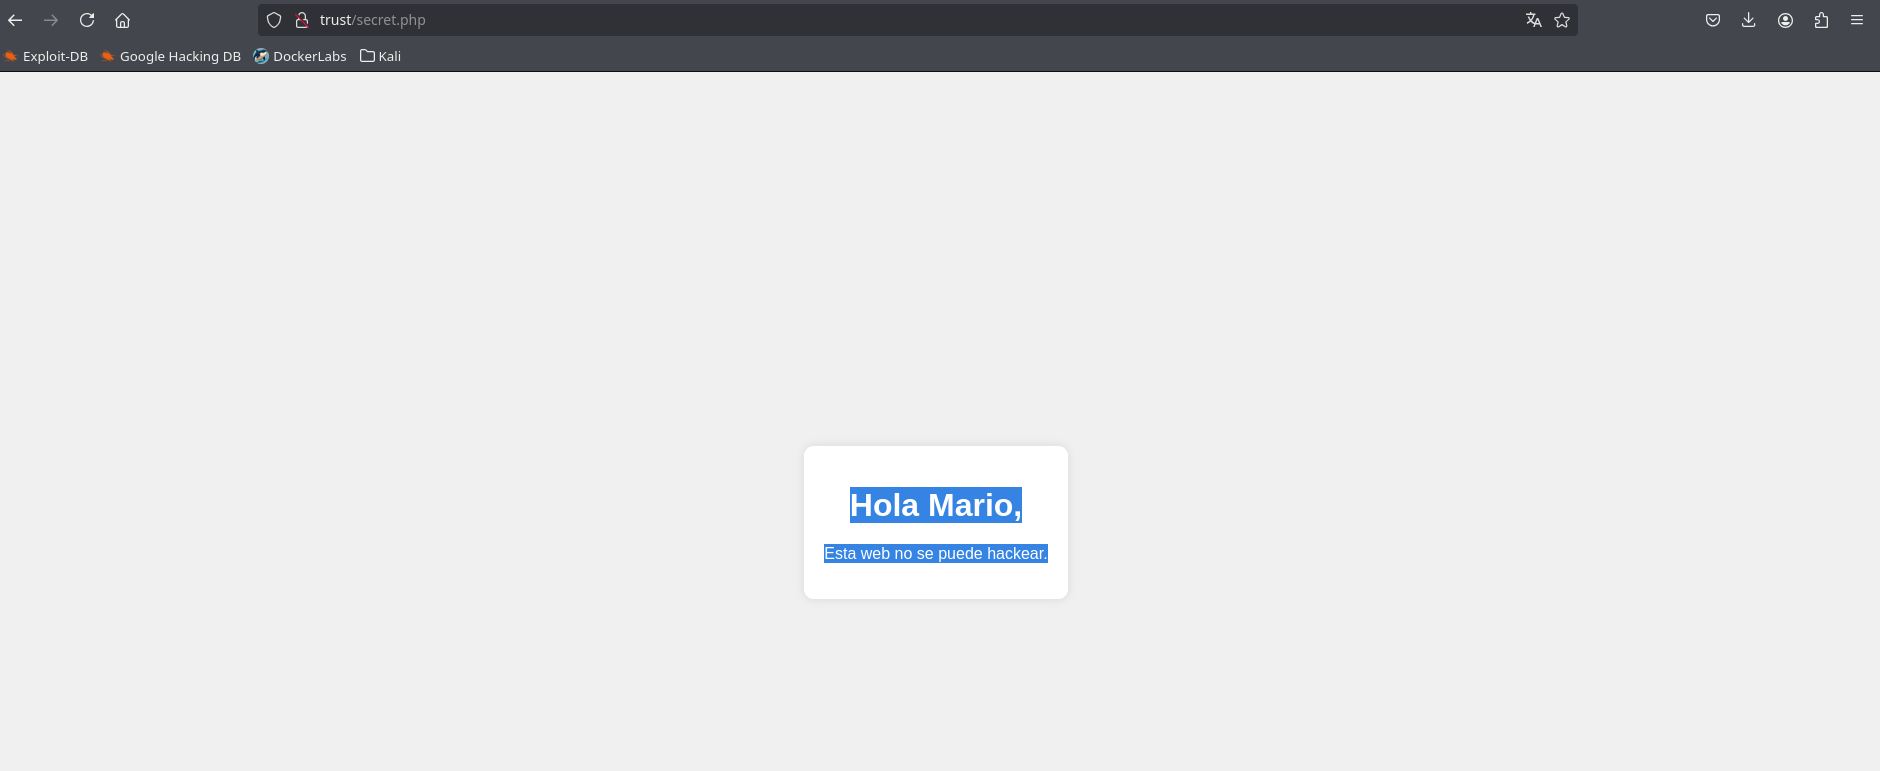 trust/secret.php
Exploit-DB Google Hacking DB DockerLabs Kali
Hola Mario,
Esta web no se puede hackear.